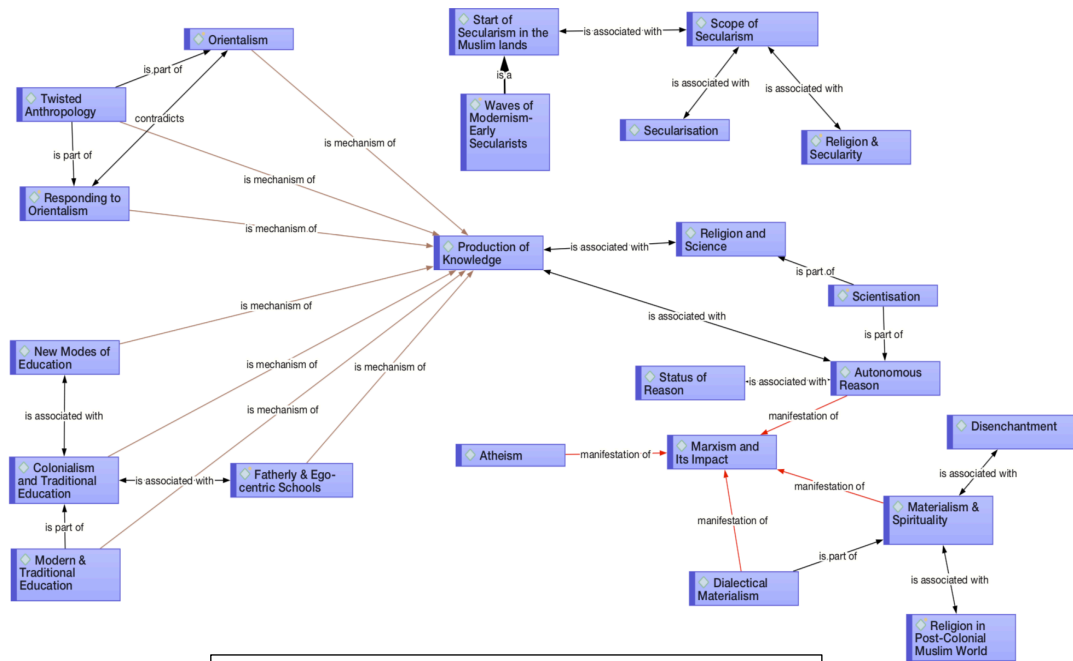 Start of
Secularism in the
Muslim lands
is associated with
Scope of
Secularism
Orientalism
is part of
is a
is associated with
is associated with
Twisted
Anthropology
contradicts
Waves of
Modernism-
Early
Secularists
Secularisation
Religion &
Secularity
is part of
is mechanism of
is mechanism of
Responding to
Orientalism
is mechanism of
Production of
Knowledge
is associated with
Religion and
Science
is part of
Scientisation
is mechanism of
is associated with
is part of
New Modes of
Education
is mechanism of
Status of
Reason
is associated with
Autonomous
Reason
is associated with
is mechanism of
is mechanism of
manifestation of
Disenchantment
Atheism
manifestation of
Marxism and
Its Impact
Colonialism
and Traditional
Education
is associated with
Fatherly & Ego-
centric Schools
manifestation of
is associated with
is part of
manifestation of
Materialism &
Spirituality
Modern &
Traditional
Education
is part of
Dialectical
Materialism
is associated with
Religion in
Post-Colonial
Muslim World